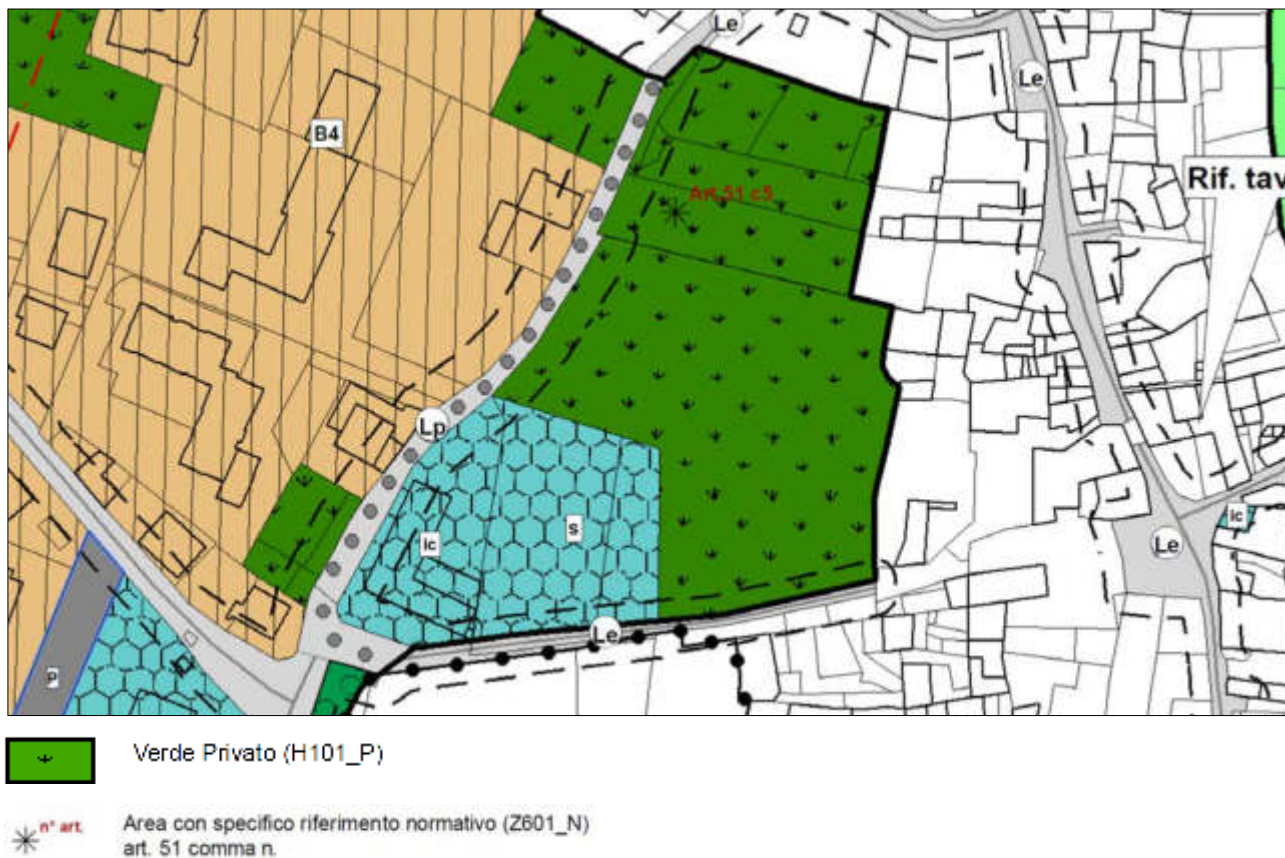 Le
Le
B4
Rif. tav
Art.51 c5
Lp
s
Ic
Ic
Le
Le
p
Verde Privato (H101_P)
n° art.
Area con specifico riferimento normativo (Z601_N)
art. 51 comma n.